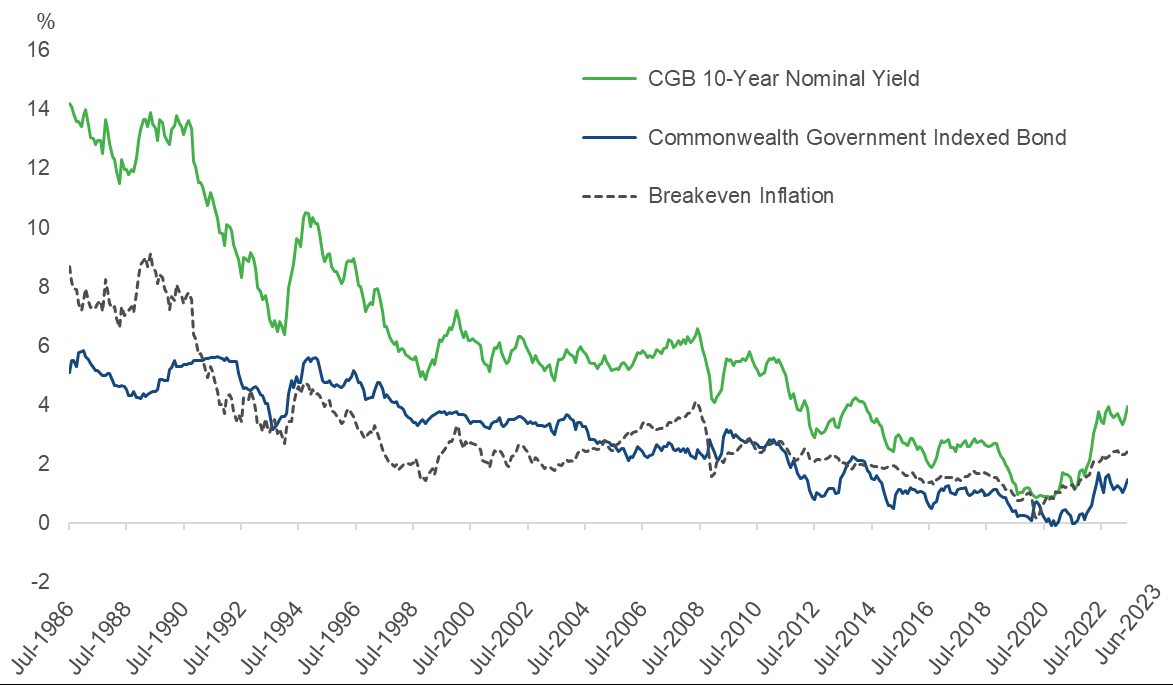 %
16
14
12
10
8
6
4
2
0
-2
CGB 10-Year Nominal Yield
Commonwealth Government Indexed Bond
Breakeven Inflation
Jul-1986
Jul-1988
Jul-1990
Jul-1992
Jul-1994
Jul-1996
Jul-1998
Jul-2000
Jul-2002
Jul-2004
Jul-2006
Jul-2008
Jul-2010
Jul-2012
Jul-2014
Jul-2016
Jul-2018
Jul-2020
Jul-2022
Jun-2023